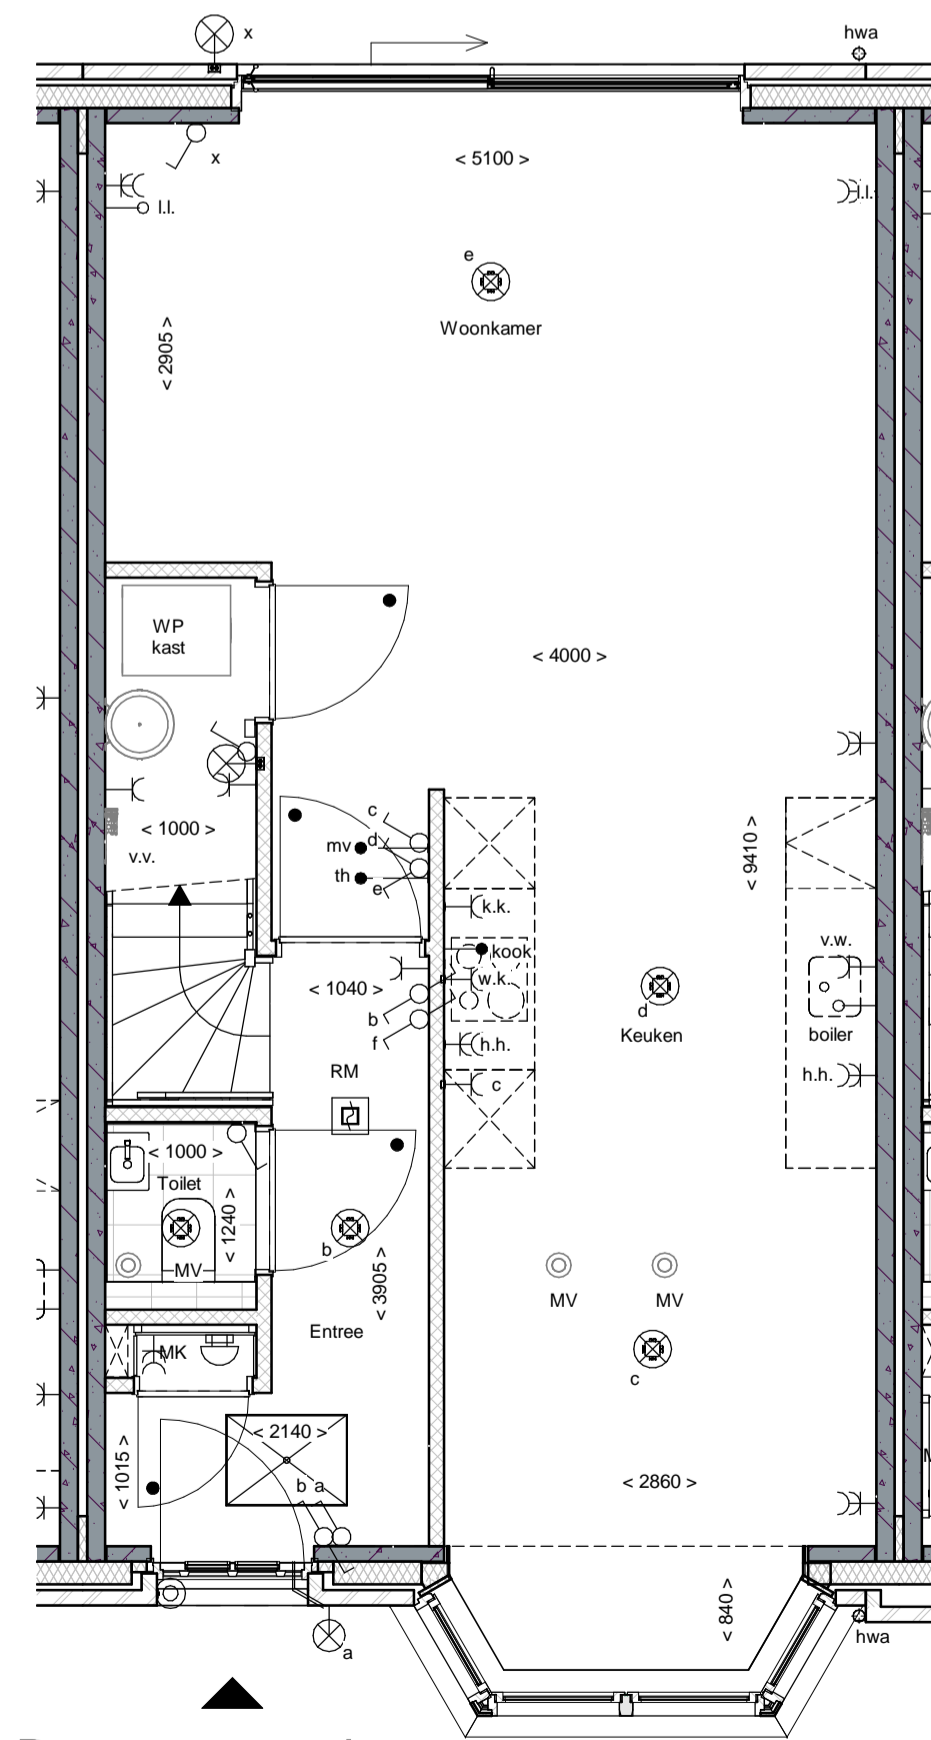 x
hwa
x
< 5100 >
l.l.
l.l.
e
Woonkamer
< 2905 >
WP
kast
< 4000 >
c
d
mv
th
e
< 1000 >
v.v.
< 9410 >
k.k.
kook
v.w.
w.k.
< 1040 >
b
f
d
Keuken
boiler
h.h.
h.h.
RM
c
< 1000 >
Toilet
< 1240 >
MV
b
< 3905 >
MV
MV
Entree
MK
c
< 2140 >
< 1015 >
b a
< 2860 >
< 840 >
hwa
a